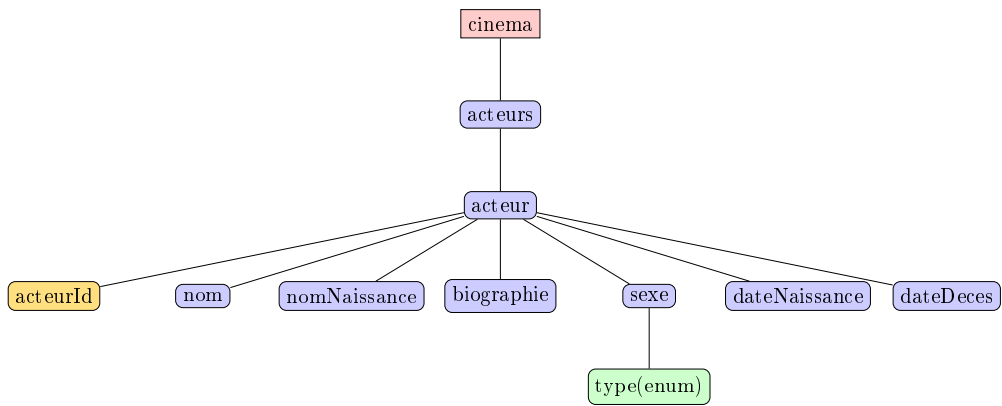 cinema
acteurs
acteur
acteurId
nom
nomNaissance
biographie
sexe
dateNaissance
dateDeces
type(enum)